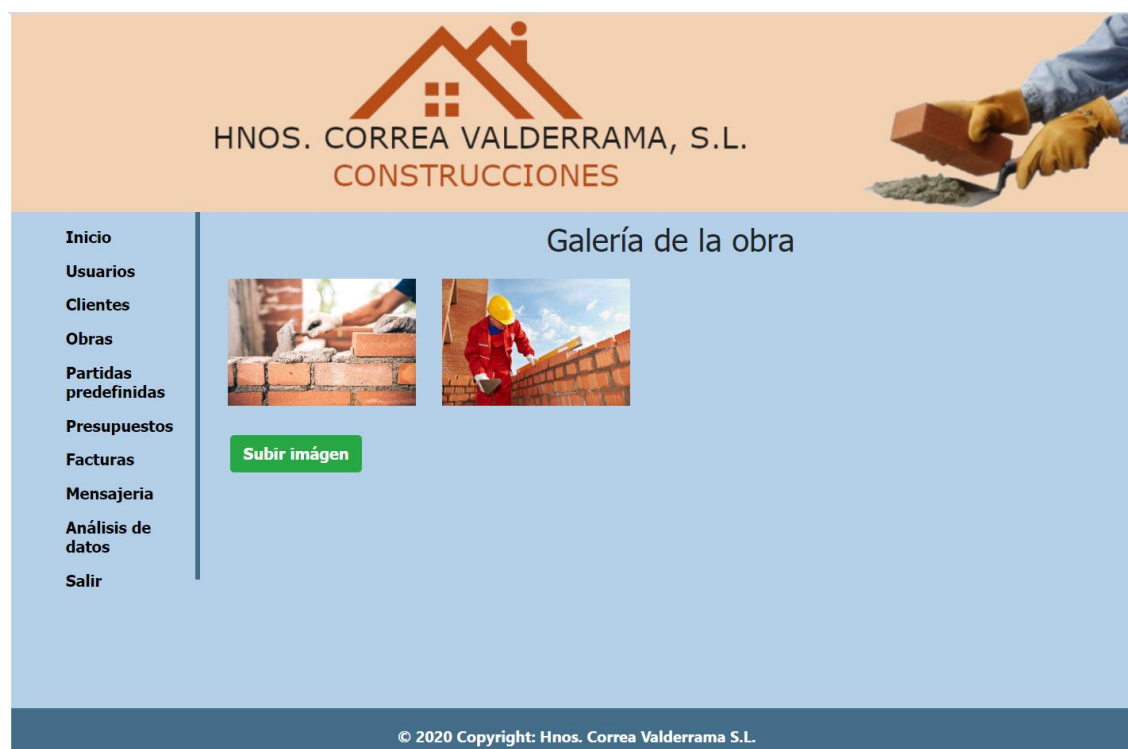 HNOS. CORREA VALDERRAMA, S.L.
CONSTRUCCIONES
Inicio
Usuarios
Clientes
Obras
Partidas
predefinidas
Presupuestos
Facturas
Mensajeria
Análisis de
datos
Salir
Galería de la obra
Subir imágen
© 2020 Copyright: Hnos. Correa Valderrama S.L.